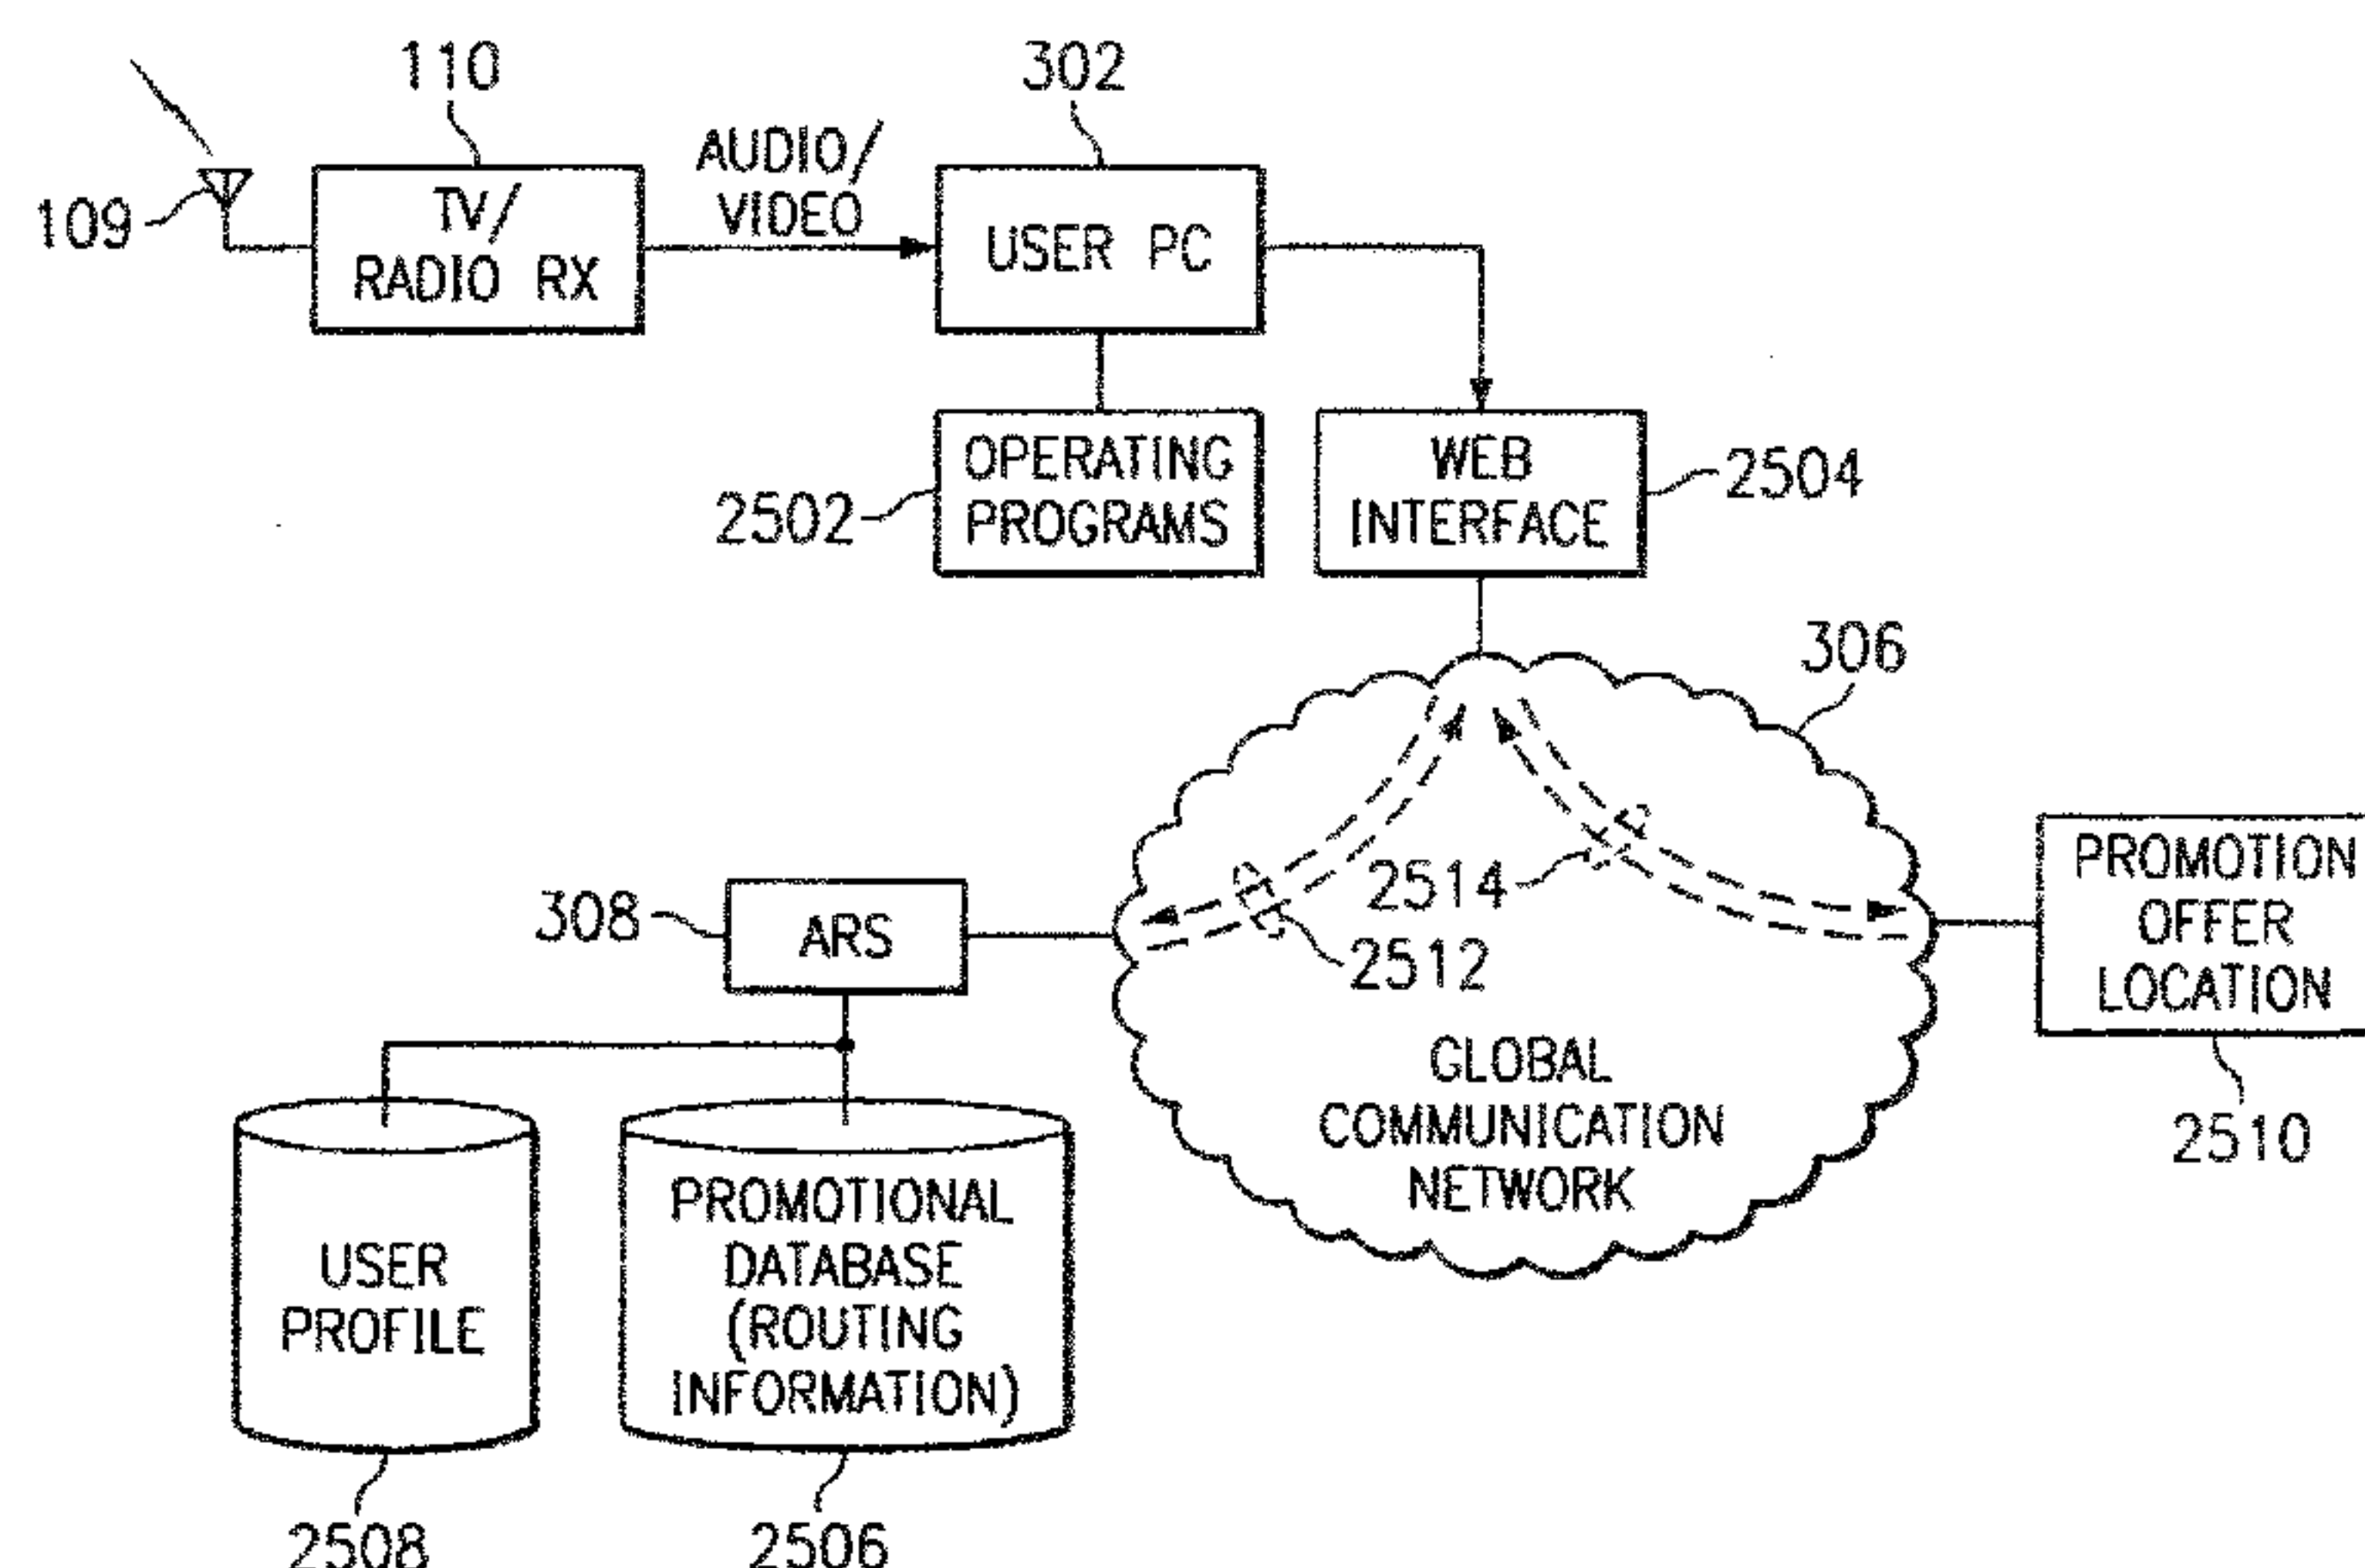 110
302
109
TV/
RADIO RX
AUDIO/
VIDEO
USER PC
2502
OPERATING
PROGRAMS
WEB
INTERFACE
2504
306
308
ARS
2514
2512
GLOBAL
COMMUNICATION
NETWORK
PROMOTION
OFFER
LOCATION
2510
USER
PROFILE
PROMOTIONAL
DATABASE
(ROUTING
INFORMATION)
2508
2506